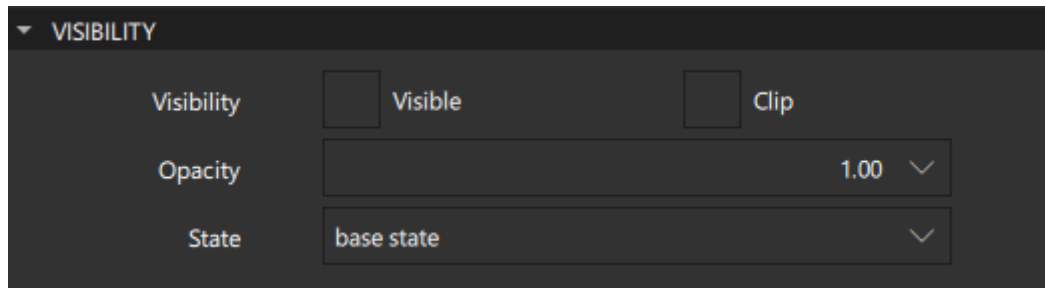 VISIBILITY
Visibility Visible Clip
Opacity 1.00
State base state